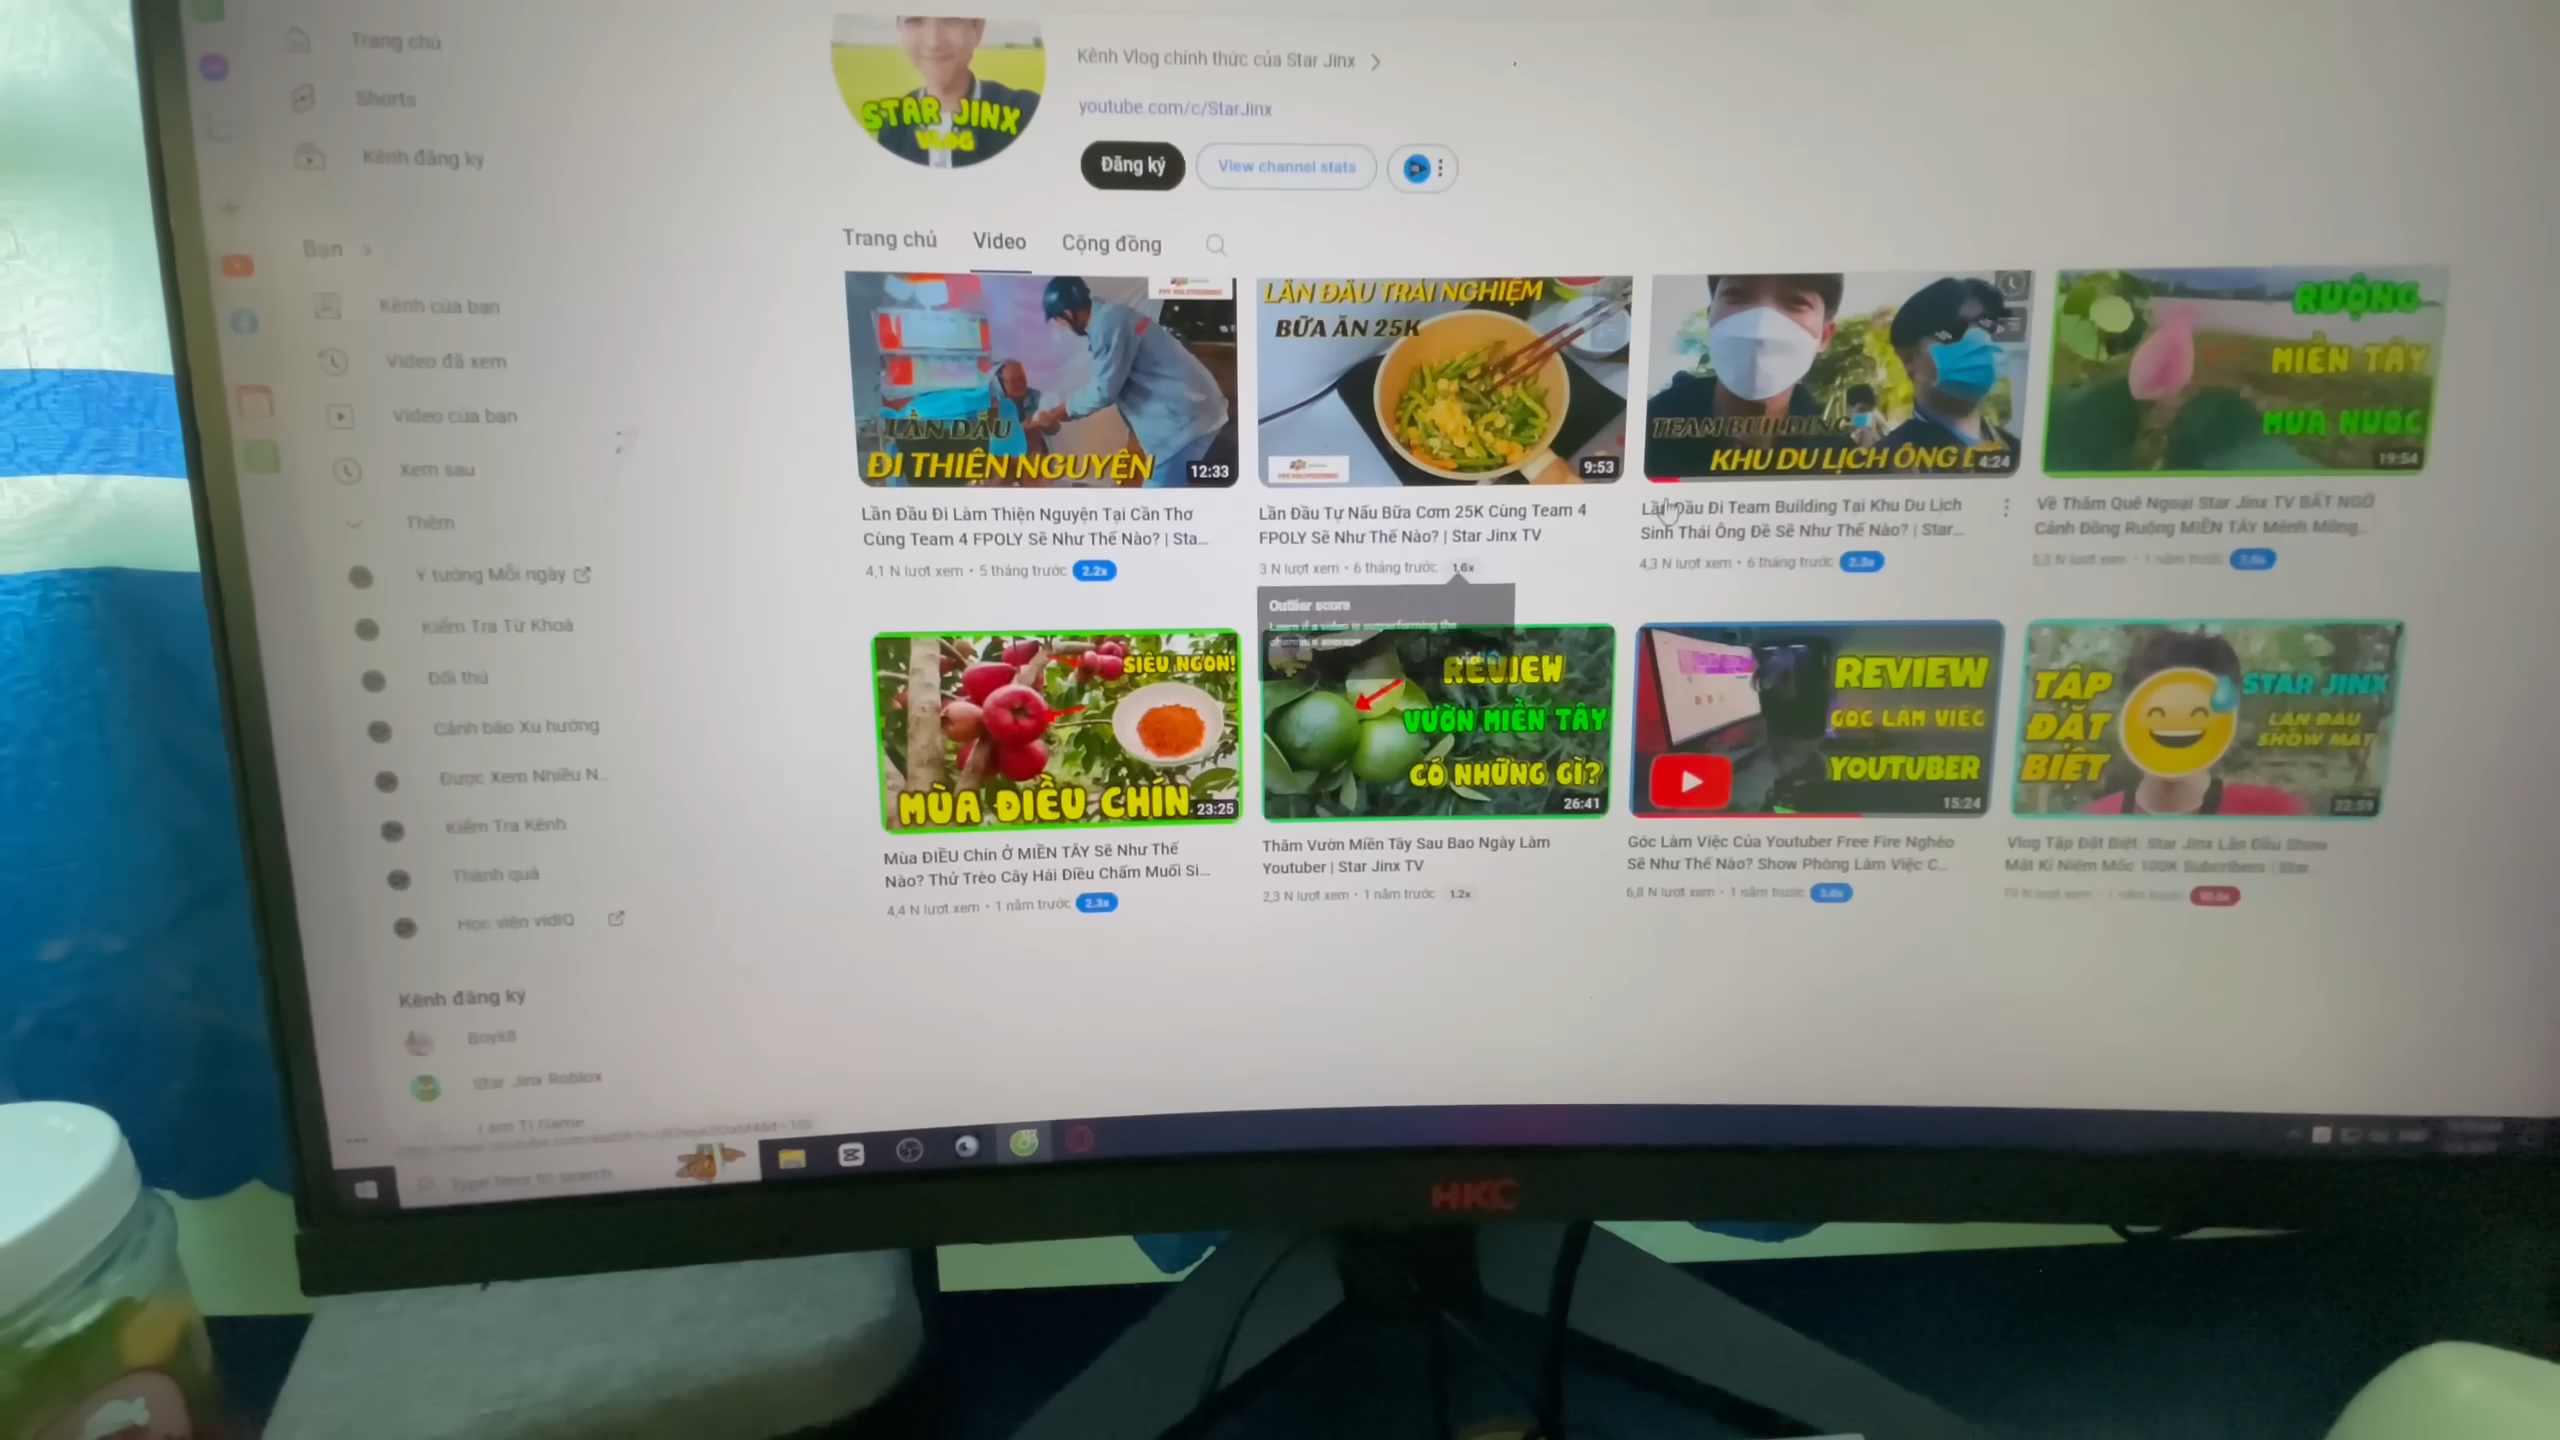 Trang chủ
Shorts
Kênh đăng ký
Bạn
Kênh của bạn
Video đã xem
Video của bạn
Xem sau
Thêm
Ý tưởng Mỗi ngày
Kiểm Tra Từ Khoá
Đối thủ
Cảnh báo Xu hướng
Được Xem Nhiều N...
Kiểm Tra Kênh
Thành quả
Học viện vidIQ
Kênh đăng ký
BoykB
Star Jinx Roblox
STAR JINX
VLOG
Kênh Vlog chính thức của Star Jinx
youtube.com/c/StarJinx
Đăng ký
View channel stats
Trang chủ Video Cộng đồng
LẦN ĐẦU
ĐI THIỆN NGUYỆN
12:33
Lần Đầu Đi Làm Thiện Nguyện Tại Cần Thơ
Cùng Team 4 FPOLY Sẽ Như Thế Nào? | Sta...
4,1 N lượt xem • 5 tháng trước 2.2x
LẦN ĐẦU TRẢI NGHIỆM
BỮA ĂN 25K
9:53
Lần Đầu Tự Nấu Bữa Cơm 25K Cùng Team 4
FPOLY Sẽ Như Thế Nào? | Star Jinx TV
3 N lượt xem • 6 tháng trước 1.6x
Outlier score
TEAM BUILDING
KHU DU LỊCH ÔNG Đ
4:24
Lần Đầu Đi Team Building Tại Khu Du Lịch
Sinh Thái Ông Đề Sẽ Như Thế Nào? | Star...
4,3 N lượt xem • 6 tháng trước 2.3x
RUỘNG
MIỀN TÂY
MÙA NƯỚC
19:54
Về Thăm Quê Ngoại Star Jinx TV BẤT NGỜ
Cảnh Đồng Ruộng MIỀN TÂY Mênh Mông...
1 năm trước
SIÊU NGON!
MÙA ĐIỀU CHÍN
23:25
Mùa ĐIỀU Chín Ở MIỀN TÂY Sẽ Như Thế
Nào? Thử Trèo Cây Hái Điều Chấm Muối Si...
4,4 N lượt xem • 1 năm trước 2.3x
REVIEW
VƯỜN MIỀN TÂY
CÓ NHỮNG GÌ?
26:41
Thăm Vườn Miền Tây Sau Bao Ngày Làm
Youtuber | Star Jinx TV
2,3 N lượt xem • 1 năm trước 1.2x
REVIEW
GÓC LÀM VIỆC
YOUTUBER
15:24
Góc Làm Việc Của Youtuber Free Fire Nghèo
Sẽ Như Thế Nào? Show Phòng Làm Việc C...
6,8 N lượt xem • 1 năm trước
TẬP
ĐẶT
BIỆT
STAR JINX
LẦN ĐẦU
SHOW MẶT
22:59
Vlog Tập Đặt Biệt. Star Jinx Lần Đầu Show
Mặt Kỉ Niệm Mốc 100K Subcribers | Star...
Type here to search
HKC